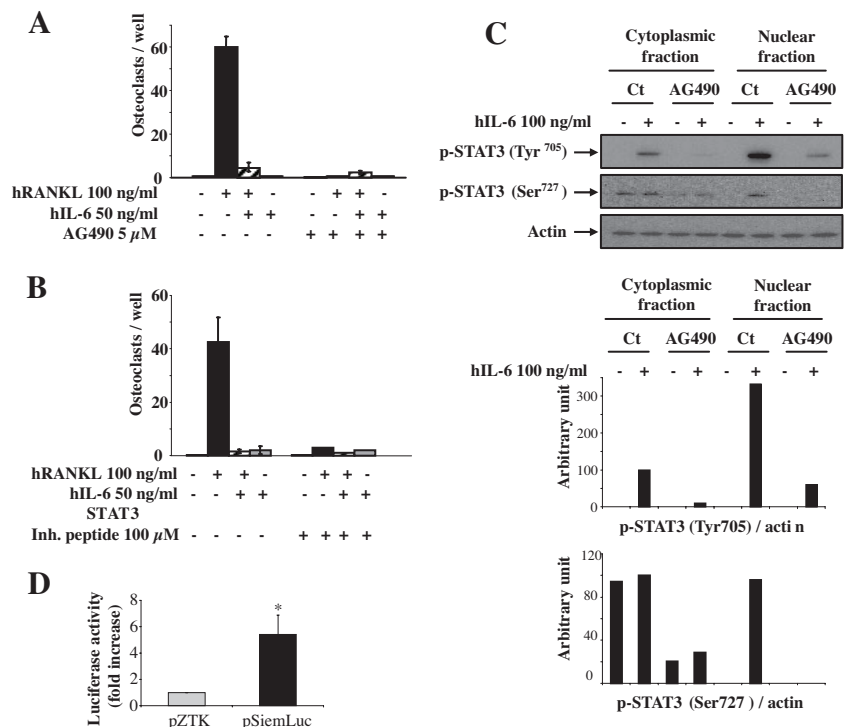 A
Osteoclasts / well
60
40
20
0
hRANKL 100 ng/ml - + + - - + + -
hIL-6 50 ng/ml - - + + - - + +
AG490 5 µM - - - - + + + +
B
Osteoclasts / well
60
40
20
0
hRANKL 100 ng/ml - + + - - + + -
hIL-6 50 ng/ml - - + + - - + +
STAT3
Inh. peptide 100 µM - - - - + + + +
D
Luciferase activity
(fold increase)
8
6
4
2
0
*
pZTK pSiemLuc
C
Cytoplasmic fraction Nuclear fraction
Ct AG490 Ct AG490
hIL-6 100 ng/ml - + - + - + - +
p-STAT3 (Tyr 705)
p-STAT3 (Ser727)
Actin
Cytoplasmic fraction Nuclear fraction
Ct AG490 Ct AG490
hIL-6 100 ng/ml - + - + - + - +
Arbitrary unit
300
100
0
p-STAT3 (Tyr705) / acti n
Arbitrary unit
120
80
40
0
p-STAT3 (Ser727 ) / actin